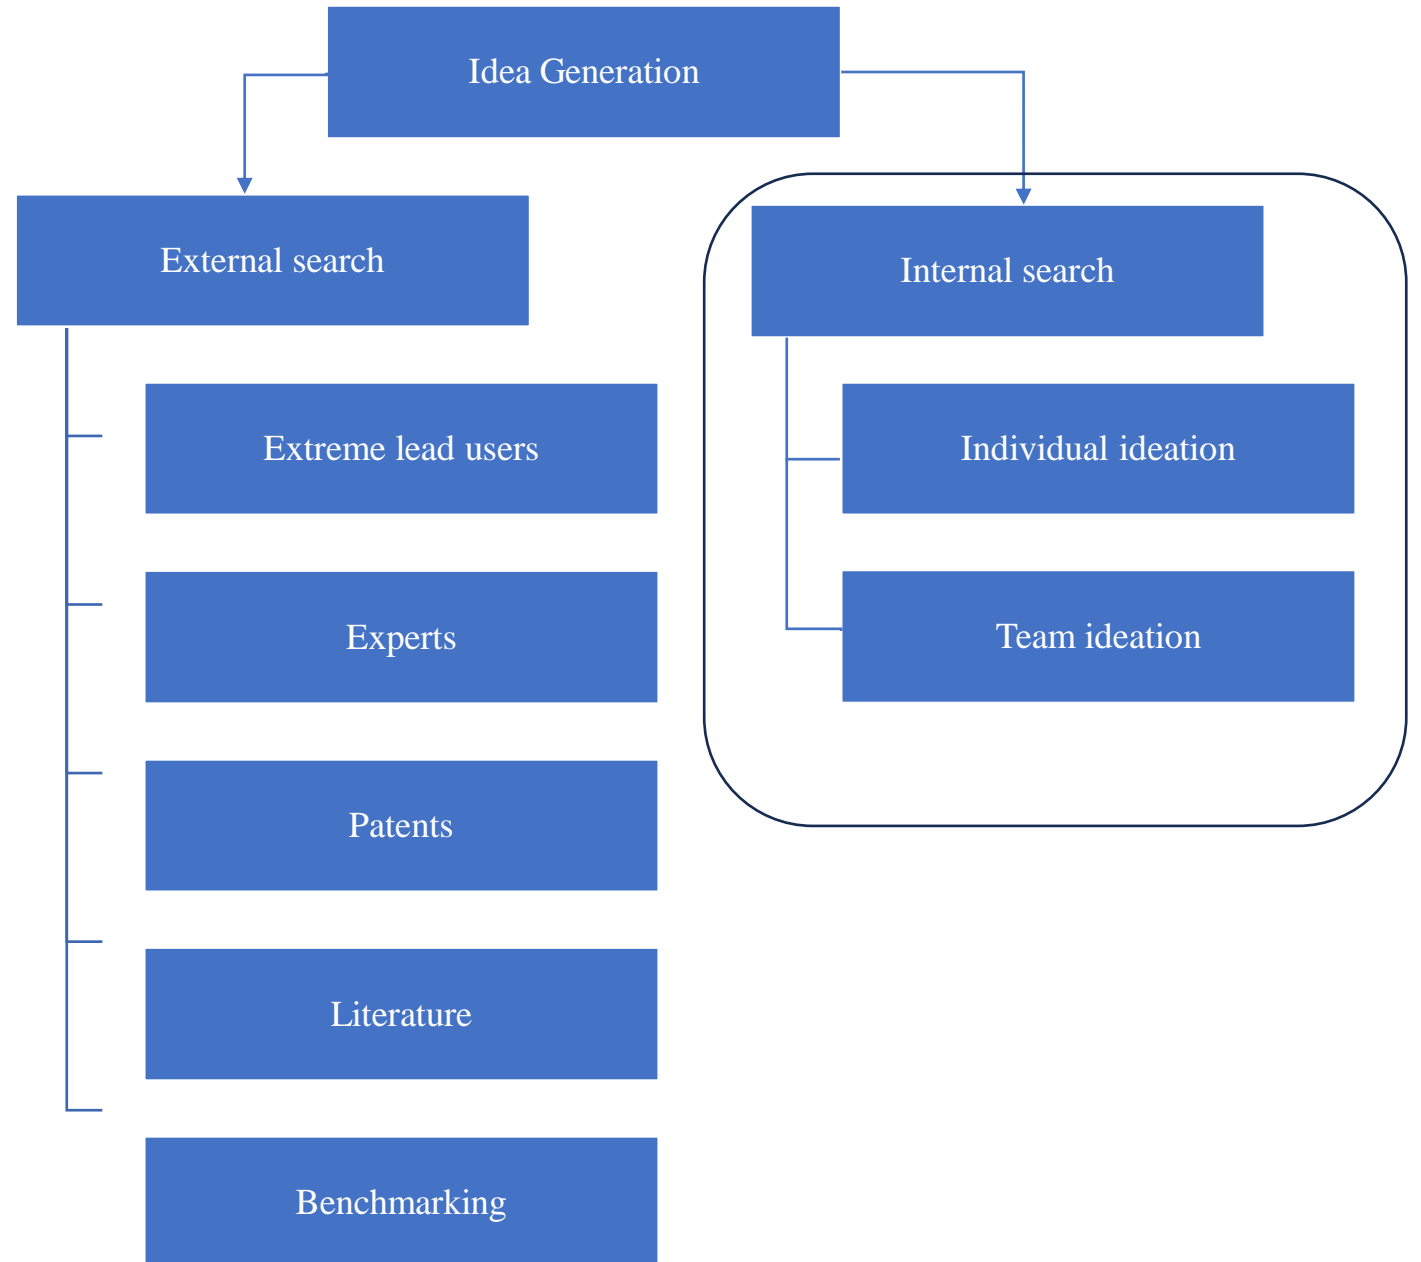 Idea Generation
External search
Internal search
Extreme lead users
Individual ideation
Experts
Team ideation
Patents
Literature
Benchmarking